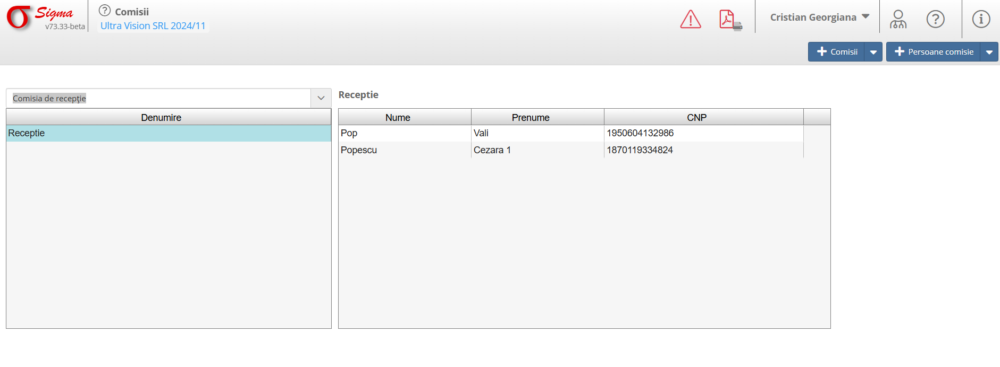 σ Sigma
v73.33-beta
Comisii
Ultra Vision SRL 2024/11
Cristian Georgiana
Comisii
Persoane comisie
Comisia de recepţie
Receptie
Denumire
Receptie
Nume Prenume CNP
Pop Vali 1950604132986
Popescu Cezara 1 1870119334824